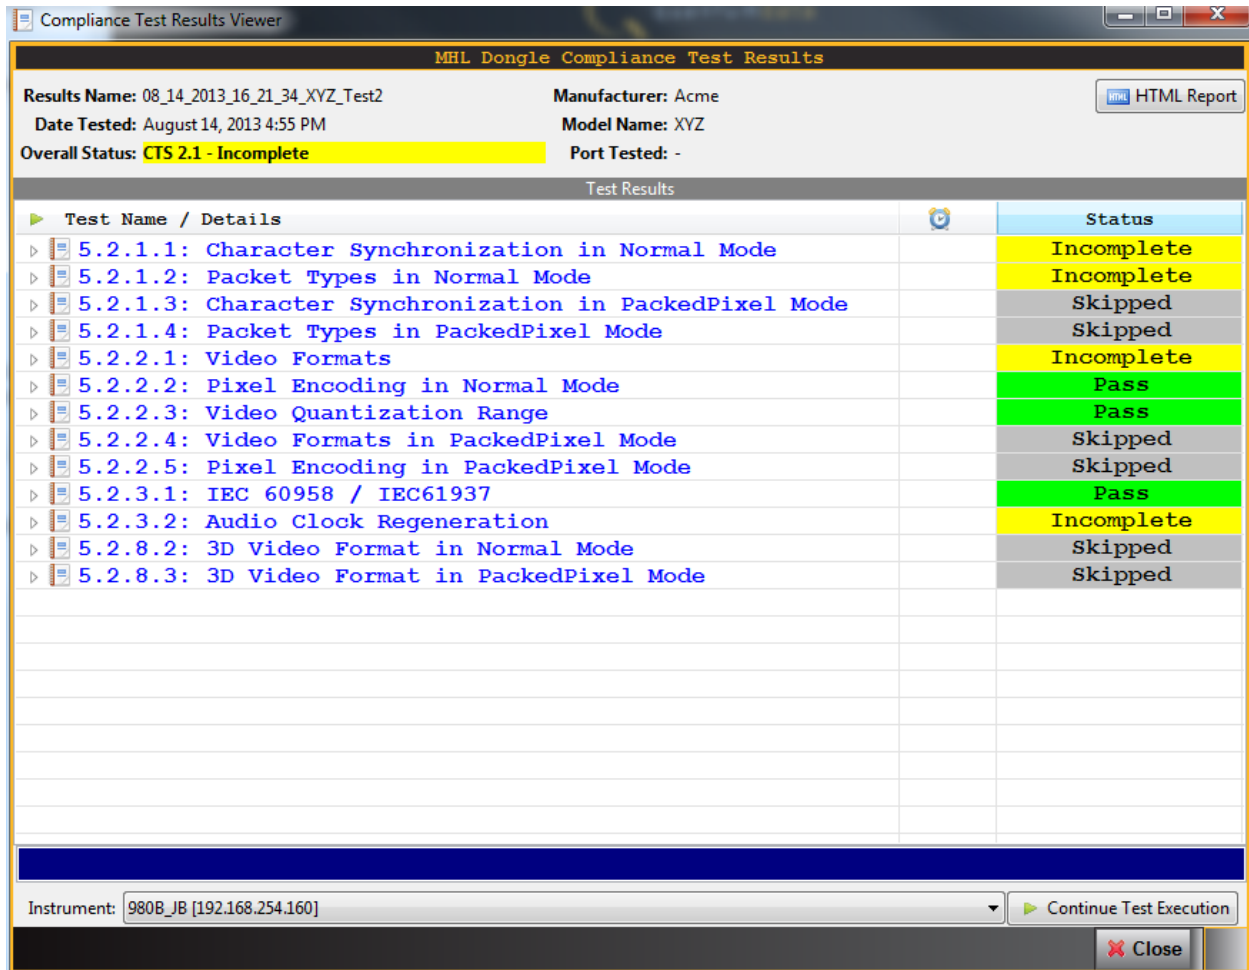 Compliance Test Results Viewer
MHL Dongle Compliance Test Results
Results Name: 08_14_2013_16_21_34_XYZ_Test2 Manufacturer: Acme HTML HTML Report
Date Tested: August 14, 2013 4:55 PM Model Name: XYZ
Overall Status: CTS 2.1 - Incomplete Port Tested: -
Test Results
Test Name / Details Status
5.2.1.1: Character Synchronization in Normal Mode Incomplete
5.2.1.2: Packet Types in Normal Mode Incomplete
5.2.1.3: Character Synchronization in PackedPixel Mode Skipped
5.2.1.4: Packet Types in PackedPixel Mode Skipped
5.2.2.1: Video Formats Incomplete
5.2.2.2: Pixel Encoding in Normal Mode Pass
5.2.2.3: Video Quantization Range Pass
5.2.2.4: Video Formats in PackedPixel Mode Skipped
5.2.2.5: Pixel Encoding in PackedPixel Mode Skipped
5.2.3.1: IEC 60958 / IEC61937 Pass
5.2.3.2: Audio Clock Regeneration Incomplete
5.2.8.2: 3D Video Format in Normal Mode Skipped
5.2.8.3: 3D Video Format in PackedPixel Mode Skipped
Instrument: 980B_JB [192.168.254.160] Continue Test Execution
Close